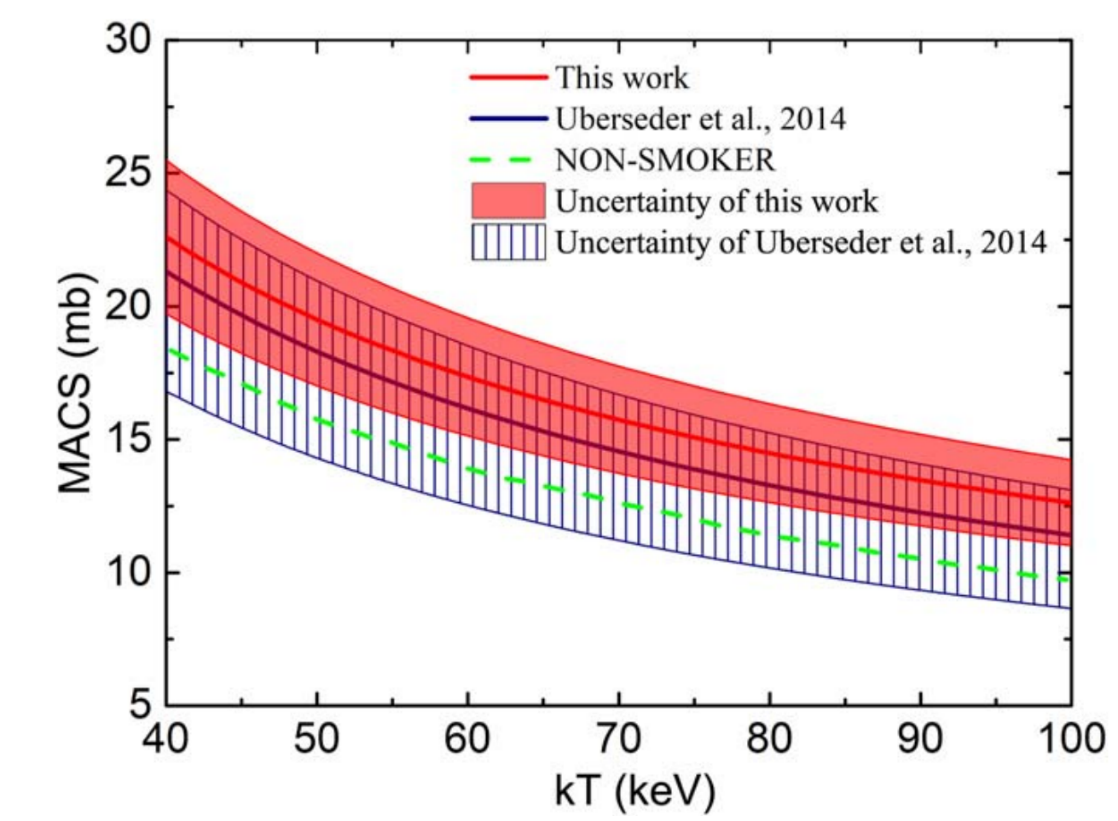 30
25
20
15
10
5
MACS (mb)
This work
Uberseder et al., 2014
NON-SMOKER
Uncertainty of this work
Uncertainty of Uberseder et al., 2014
40 50 60 70 80 90 100
kT (keV)